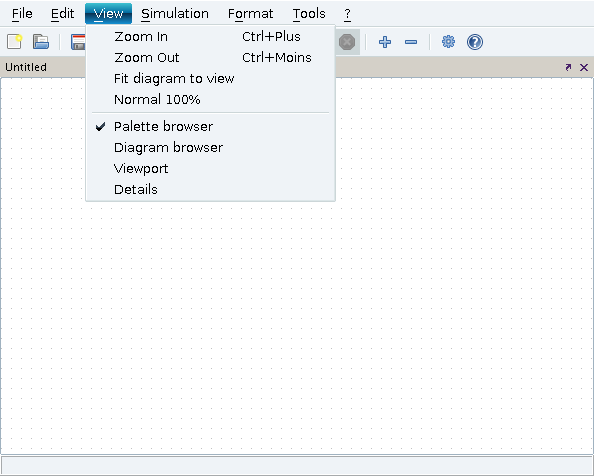 File Edit View Simulation Format Tools ?
Untitled
Zoom In Ctrl+Plus
Zoom Out Ctrl+Moins
Fit diagram to view
Normal 100%
Palette browser
Diagram browser
Viewport
Details